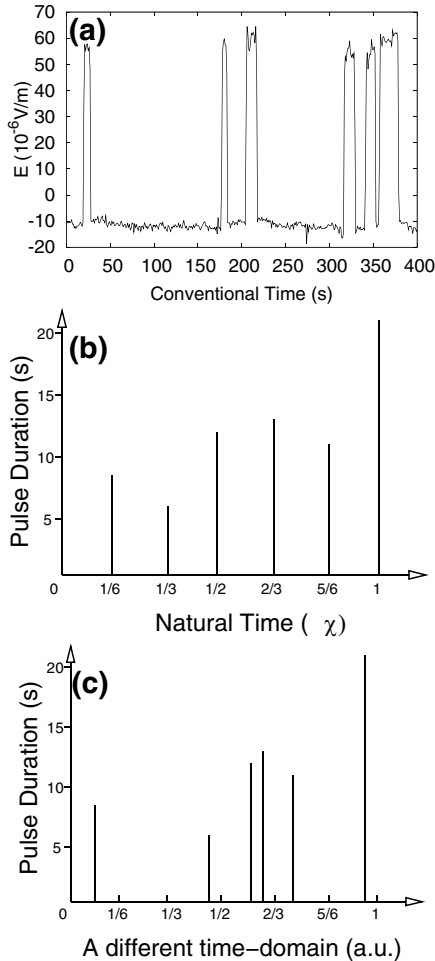 (a)
70
60
50
40
30
20
10
0
-10
-20
E (10⁻⁶V/m)
0 50 100 150 200 250 300 350 400
Conventional Time (s)
(b)
20
15
10
5
Pulse Duration (s)
0 1/6 1/3 1/2 2/3 5/6 1
Natural Time ( χ)
(c)
20
15
10
5
Pulse Duration (s)
0 1/6 1/3 1/2 2/3 5/6 1
A different time−domain (a.u.)